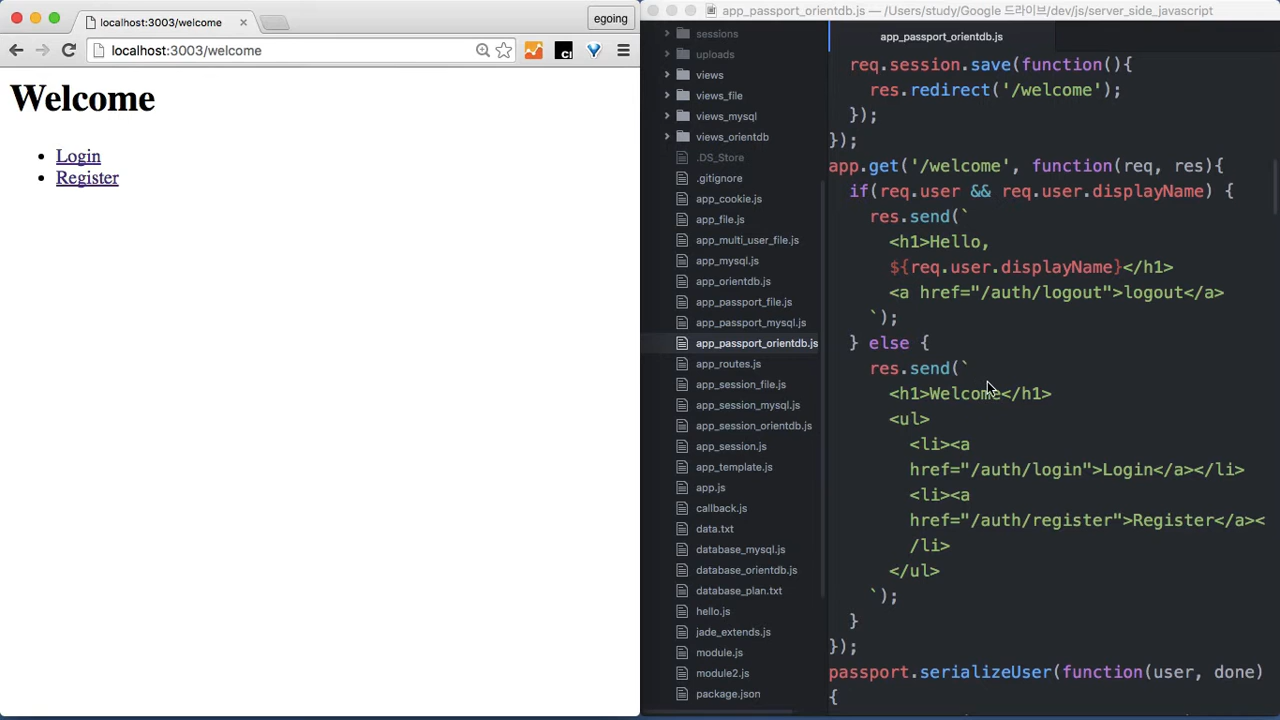 localhost:3003/welcome
egoing
localhost:3003/welcome
Welcome
Login
Register
app_passport_orientdb.js — /Users/study/Google 드라이브/dev/js/server_side_javascript
sessions
uploads
views
views_file
views_mysql
views_orientdb
.DS_Store
.gitignore
app_cookie.js
app_file.js
app_multi_user_file.js
app_mysql.js
app_orientdb.js
app_passport_file.js
app_passport_mysql.js
app_passport_orientdb.js
app_routes.js
app_session_file.js
app_session_mysql.js
app_session_orientdb.js
app_session.js
app_template.js
app.js
callback.js
data.txt
database_mysql.js
database_orientdb.js
database_plan.txt
hello.js
jade_extends.js
module.js
module2.js
package.json
app_passport_orientdb.js
req.session.save(function(){
res.redirect('/welcome');
});
});
app.get('/welcome', function(req, res){
if(req.user && req.user.displayName) {
res.send(`
<h1>Hello,
${req.user.displayName}</h1>
<a href="/auth/logout">logout</a>
`);
} else {
res.send(`
<h1>Welcome</h1>
<ul>
<li><a
href="/auth/login">Login</a></li>
<li><a
href="/auth/register">Register</a><
/li>
</ul>
`);
}
});
passport.serializeUser(function(user, done)
{